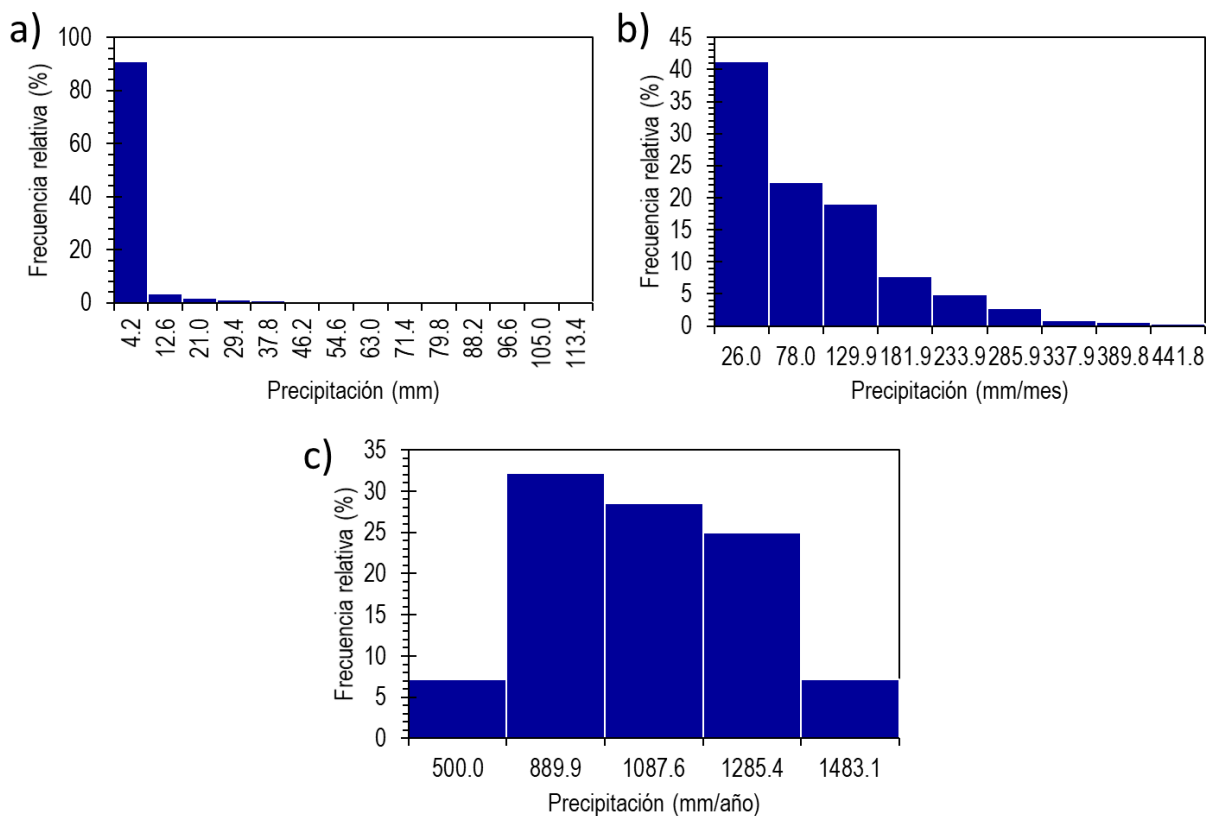 a)
Frecuencia relativa (%)
100
80
60
40
20
0
4.2 12.6 21.0 29.4 37.8 46.2 54.6 63.0 71.4 79.8 88.2 96.6 105.0 113.4
Precipitación (mm)
b)
Frecuencia relativa (%)
45
40
35
30
25
20
15
10
5
0
26.0 78.0 129.9 181.9 233.9 285.9 337.9 389.8 441.8
Precipitación (mm/mes)
c)
Frecuencia relativa (%)
35
30
25
20
15
10
5
0
500.0 889.9 1087.6 1285.4 1483.1
Precipitación (mm/año)